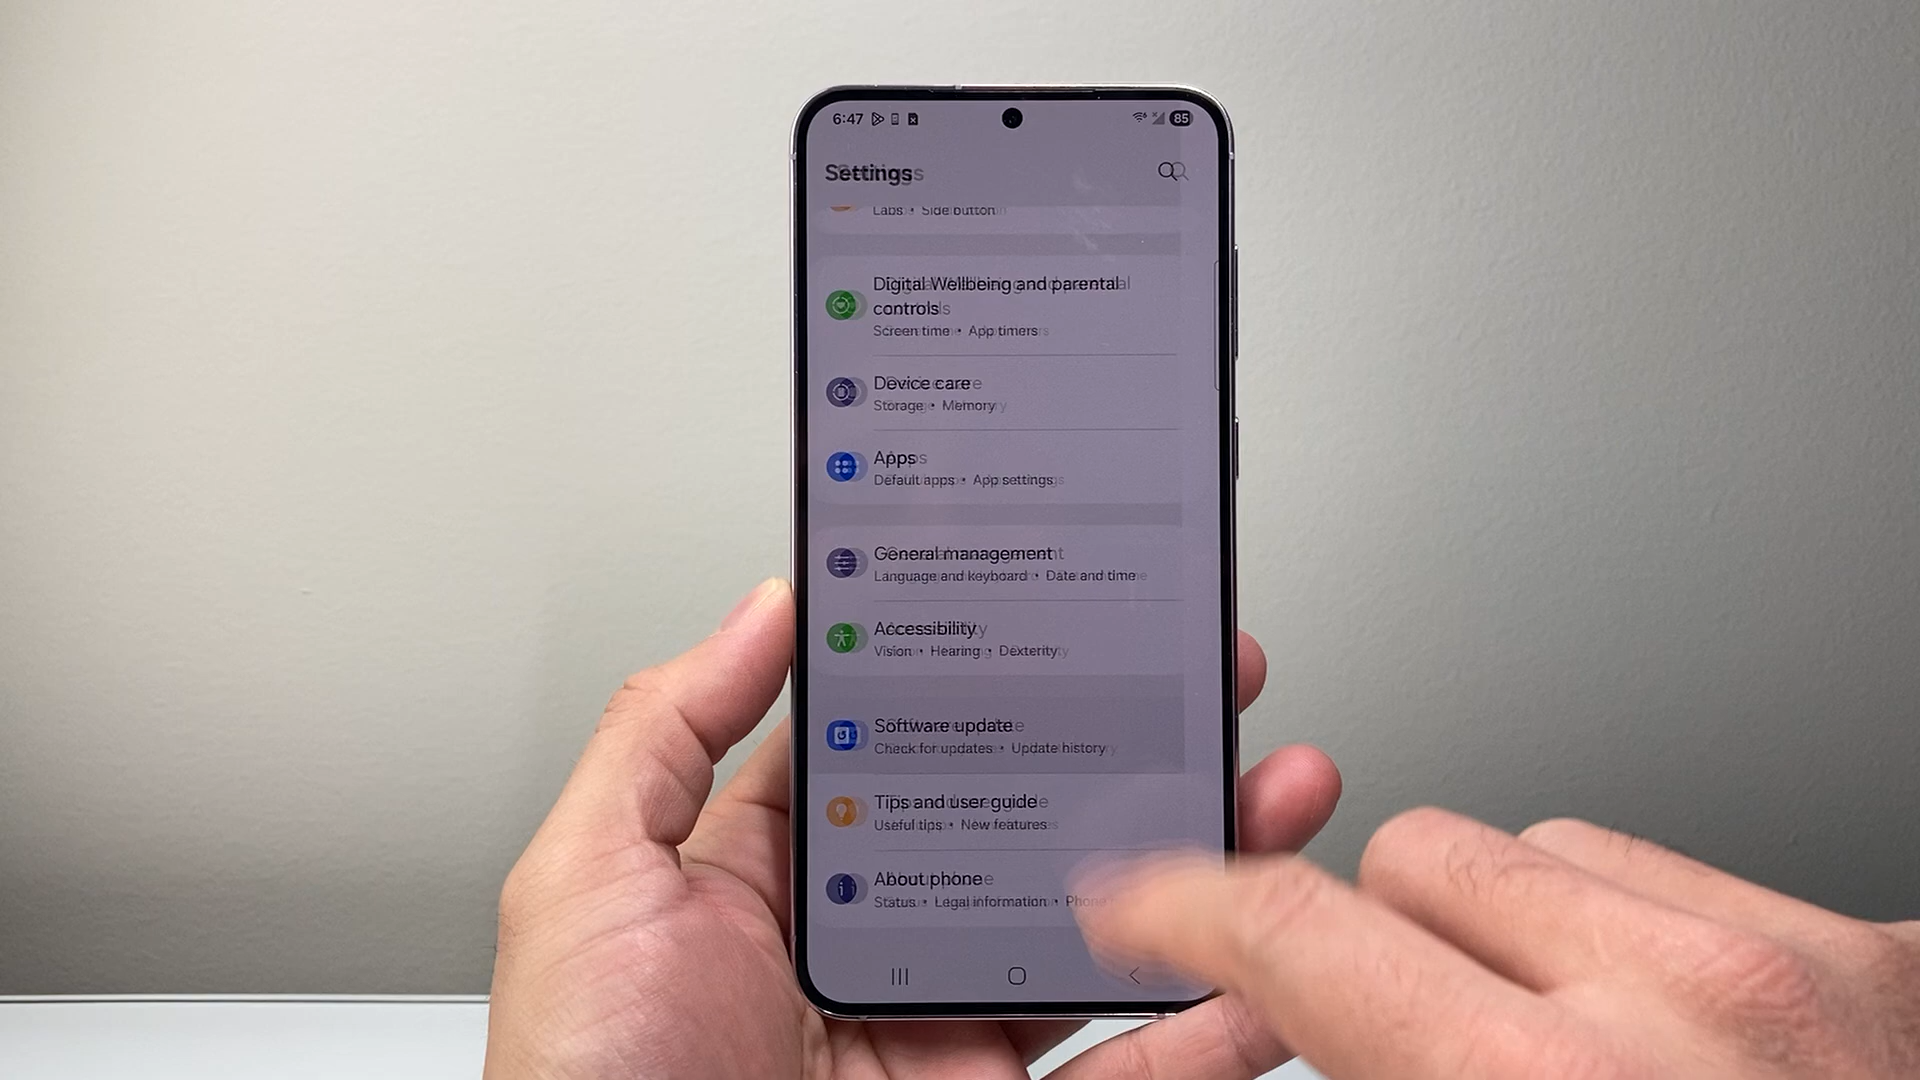 6:47 85
Settings
Labs • Side button
Digital Wellbeing and parental
controls
Screen time • App timers
Device care
Storage • Memory
Apps
Default apps • App settings
General management
Language and keyboard • Date and time
Accessibility
Vision • Hearing • Dexterity
Software update
Check for updates • Update history
Tips and user guide
Useful tips • New features
About phone
Status • Legal information • Phone